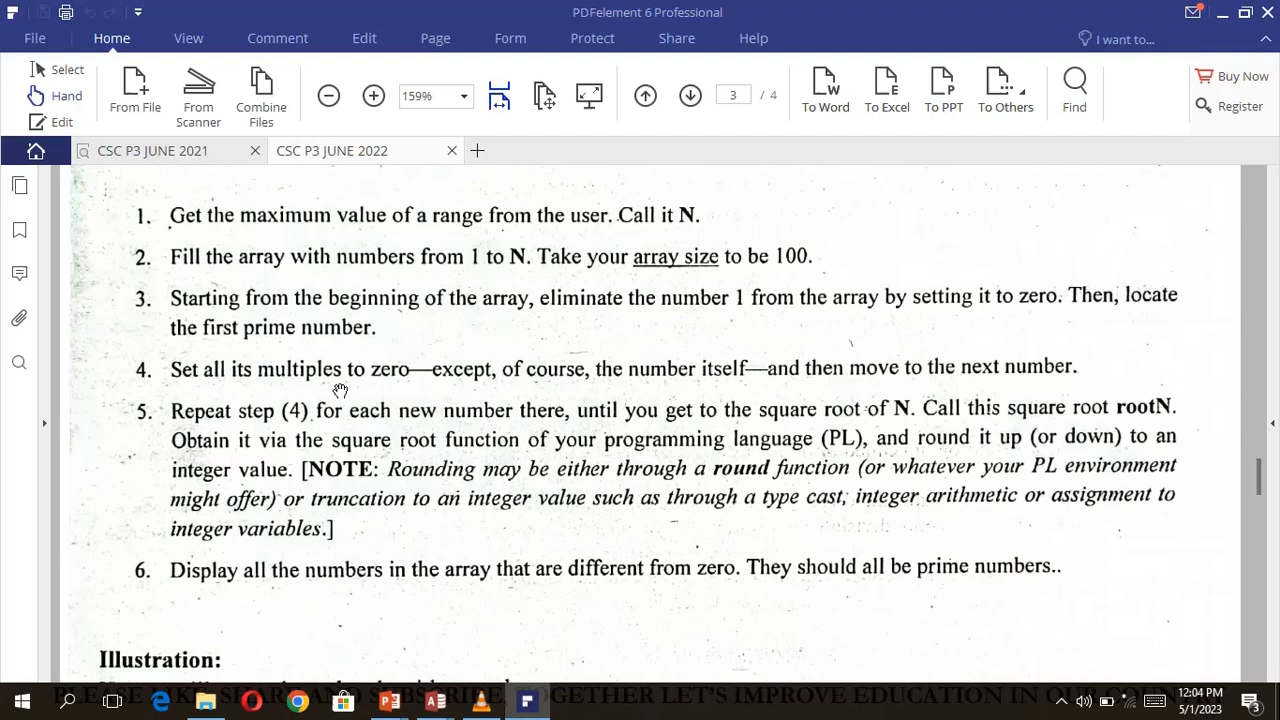 PDFelement 6 Professional
File Home View Comment Edit Page Form Protect Share Help I want to...
Select
Hand
Edit
From File
From Scanner
Combine Files
159%
3 / 4
To Word To Excel To PPT To Others
Find
Buy Now
Register
CSC P3 JUNE 2021 CSC P3 JUNE 2022
1. Get the maximum value of a range from the user. Call it N.
2. Fill the array with numbers from 1 to N. Take your array size to be 100.
3. Starting from the beginning of the array, eliminate the number 1 from the array by setting it to zero. Then, locate
the first prime number.
4. Set all its multiples to zero—except, of course, the number itself—and then move to the next number.
5. Repeat step (4) for each new number there, until you get to the square root of N. Call this square root rootN.
Obtain it via the square root function of your programming language (PL), and round it up (or down) to an
integer value. [NOTE: Rounding may be either through a round function (or whatever your PL environment
might offer) or truncation to an integer value such as through a type cast, integer arithmetic or assignment to
integer variables.]
6. Display all the numbers in the array that are different from zero. They should all be prime numbers..
Illustration:
12:04 PM
5/1/2023
3